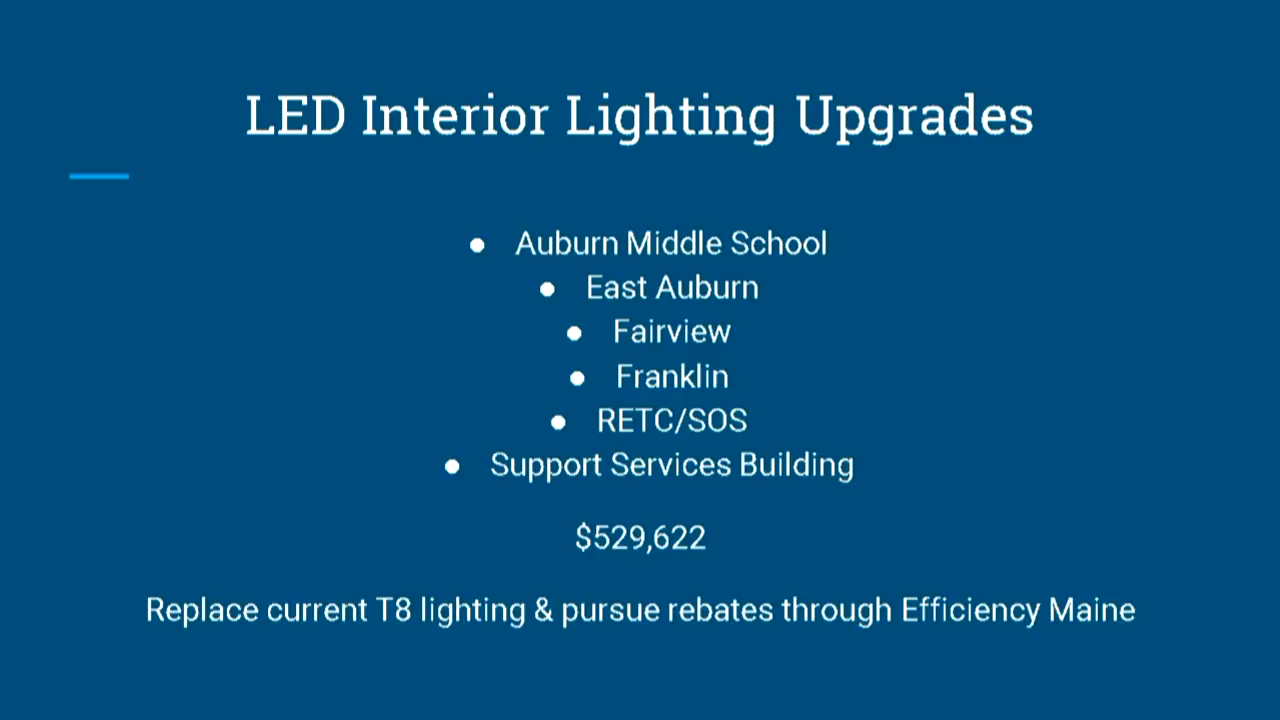 LED Interior Lighting Upgrades
● Auburn Middle School
● East Auburn
● Fairview
● Franklin
● RETC/SOS
● Support Services Building
$529,622
Replace current T8 lighting & pursue rebates through Efficiency Maine